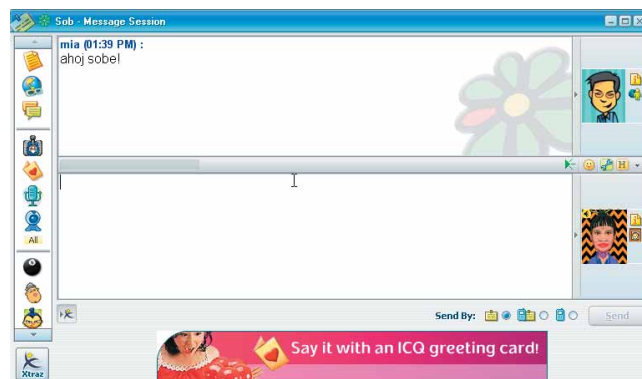 Sob - Message Session
mia (01:39 PM) :
ahoj sobe!
All
Send By:
Send
Xtraz
Say it with an ICQ greeting card!